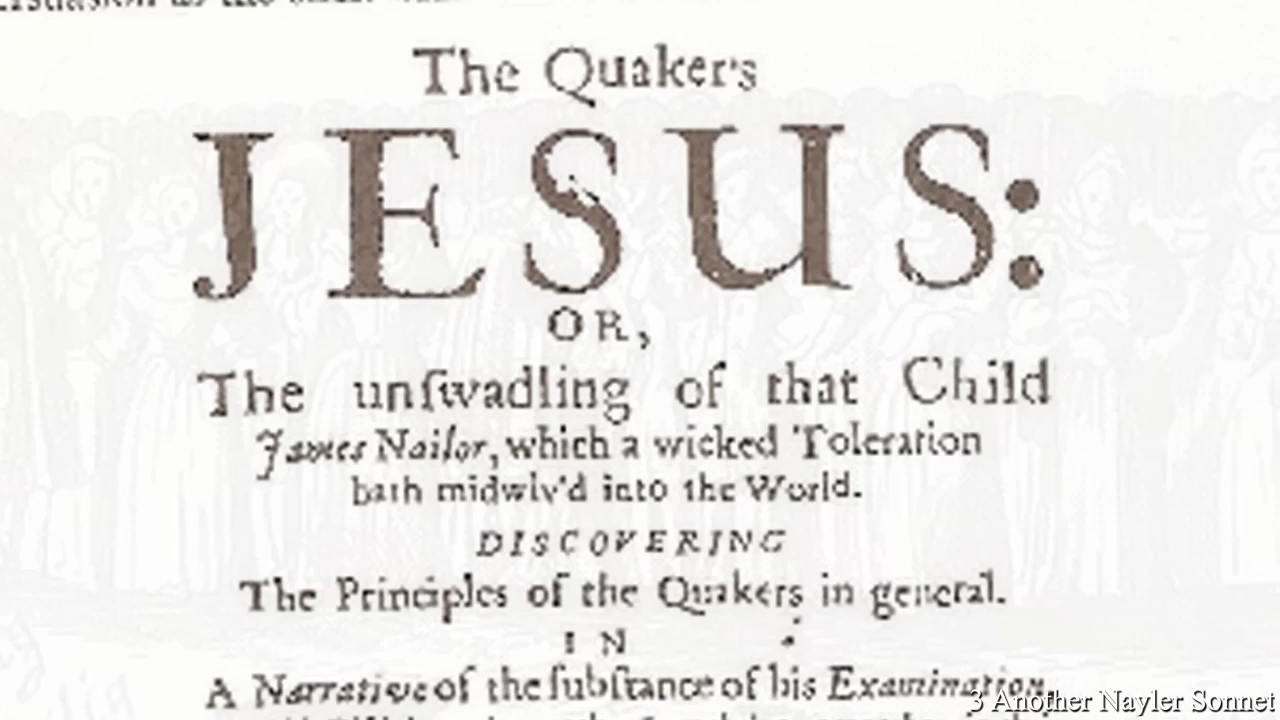 The Quakers
JESUS:
OR,
The unſwadling of that Child
James Nailor, which a wicked Toleration
hath midwiv'd into the World.
DISCOVERING
The Principles of the Quakers in general.
IN
A Narrative of the ſubſtance of his Examination,
3 Another Nayler Sonnet